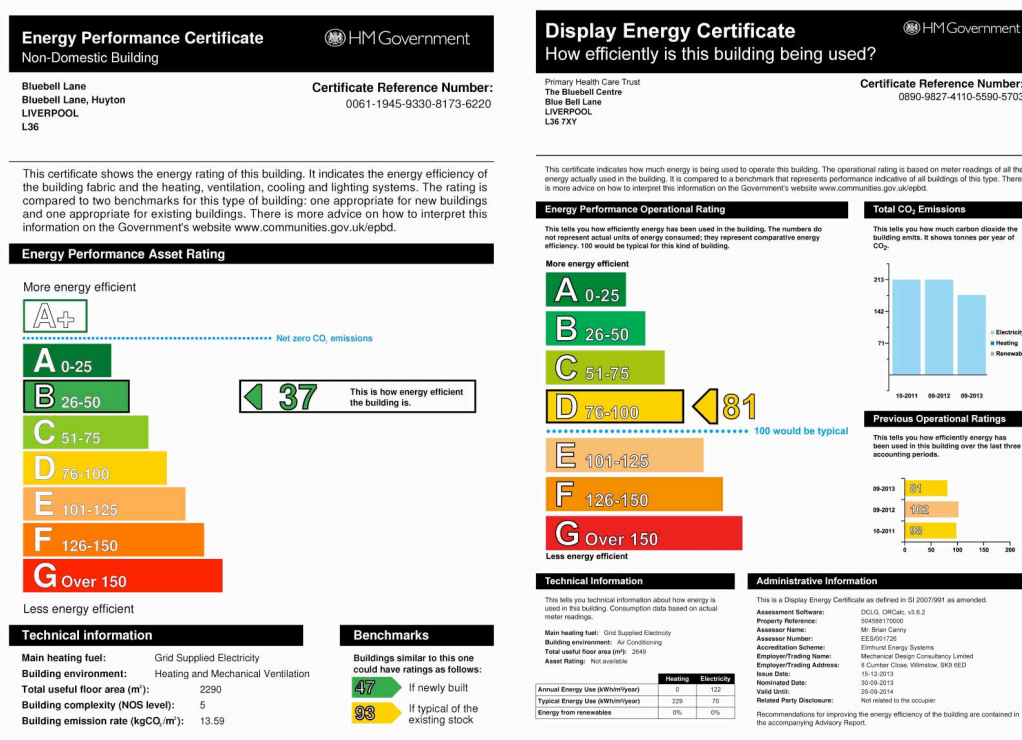 Energy Performance Certificate
HM Government
Non-Domestic Building
Bluebell Lane
Bluebell Lane, Huyton
LIVERPOOL
L36
Certificate Reference Number:
0061-1945-9330-8173-6220
This certificate shows the energy rating of this building. It indicates the energy efficiency of
the building fabric and the heating, ventilation, cooling and lighting systems. The rating is
compared to two benchmarks for this type of building: one appropriate for new buildings
and one appropriate for existing buildings. There is more advice on how to interpret this
information on the Government's website www.communities.gov.uk/epbd.
Energy Performance Asset Rating
More energy efficient
A+
Net zero CO₂ emissions
A 0-25
B 26-50
37
This is how energy efficient
the building is.
C 51-75
D 76-100
E 101-125
F 126-150
G Over 150
Less energy efficient
Technical information
Main heating fuel: Grid Supplied Electricity
Building environment: Heating and Mechanical Ventilation
Total useful floor area (m²): 2290
Building complexity (NOS level): 5
Building emission rate (kgCO₂/m²): 13.59
Benchmarks
Buildings similar to this one
could have ratings as follows:
47 If newly built
93 If typical of the
existing stock
Display Energy Certificate
HM Government
How efficiently is this building being used?
Primary Health Care Trust
The Bluebell Centre
Blue Bell Lane
LIVERPOOL
L36 7XY
Certificate Reference Number:
0890-9827-4110-5590-5703
This certificate indicates how much energy is being used to operate this building. The operational rating is based on meter readings of all the
energy actually used in the building. It is compared to a benchmark that represents performance indicative of all buildings of this type. There
is more advice on how to interpret this information on the Government's website www.communities.gov.uk/epbd.
Energy Performance Operational Rating
This tells you how efficiently energy has been used in the building. The numbers do
not represent actual units of energy consumed; they represent comparative energy
efficiency. 100 would be typical for this kind of building.
More energy efficient
A 0-25
B 26-50
C 51-75
D 76-100
81
100 would be typical
E 101-125
F 126-150
G Over 150
Less energy efficient
Total CO₂ Emissions
This tells you how much carbon dioxide the
building emits. It shows tonnes per year of
CO₂.
213
142
71
Electricity
Heating
Renewab
10-2011 09-2012 09-2013
Previous Operational Ratings
This tells you how efficiently energy has
been used in this building over the last three
accounting periods.
09-2013 81
09-2012 102
10-2011 98
0 50 100 150 200
Technical Information
This tells you technical information about how energy is
used in this building. Consumption data based on actual
meter readings.
Main heating fuel: Grid Supplied Electricity
Building environment: Air Conditioning
Total useful floor area (m²): 2649
Asset Rating: Not available
Heating Electricity
Annual Energy Use (kWh/m²/year) 0 122
Typical Energy Use (kWh/m²/year) 229 70
Energy from renewables 0% 0%
Administrative Information
This is a Display Energy Certificate as defined in SI 2007/991 as amended.
Assessment Software: DCLG, ORCalc, v3.6.2
Property Reference: 504588170000
Assessor Name: Mr. Brian Canny
Assessor Number: EES/001726
Accreditation Scheme: Elmhurst Energy Systems
Employer/Trading Name: Mechanical Design Consultancy Limited
Employer/Trading Address: 8 Cumber Close, Wilmslow, SK9 6ED
Issue Date: 15-12-2013
Nominated Date: 30-09-2013
Valid Until: 29-09-2014
Related Party Disclosure: Not related to the occupier.
Recommendations for improving the energy efficiency of the building are contained in
the accompanying Advisory Report.